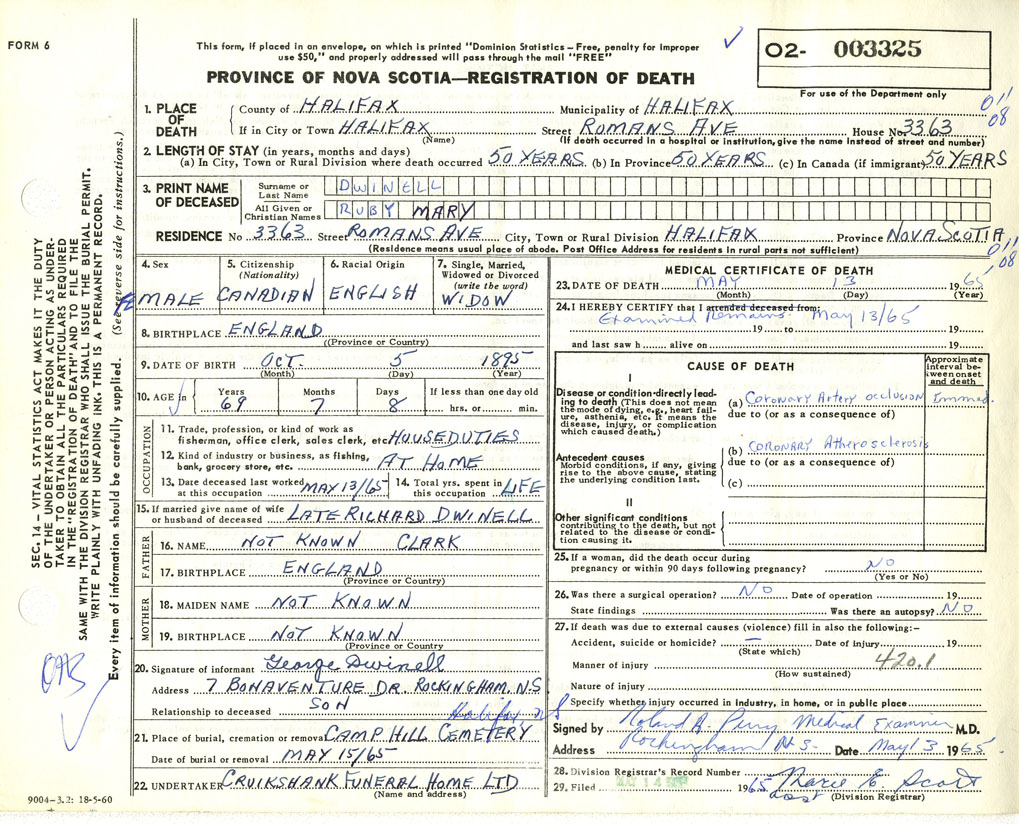 FORM 6
This form, if placed in an envelope, on which is printed "Dominion Statistics – Free, penalty for improper
use $50," and properly addressed will pass through the mail "FREE"
O2- 003325
For use of the Department only
PROVINCE OF NOVA SCOTIA—REGISTRATION OF DEATH
011
08
1. PLACE OF DEATH
County of HALIFAX Municipality of HALIFAX
If in City or Town HALIFAX Street ROMANS AVE House No 3363
(Name) (If death occurred in a hospital or institution, give the name instead of street and number)
2. LENGTH OF STAY (in years, months and days)
(a) In City, Town or Rural Division where death occurred 50 YEARS (b) In Province 50 YEARS (c) In Canada (if immigrant) 50 YEARS
3. PRINT NAME OF DECEASED
Surname or Last Name DWINELL
All Given or Christian Names RUBY MARY
RESIDENCE No 3363 Street ROMANS AVE City, Town or Rural Division HALIFAX Province NOVA SCOTIA
(Residence means usual place of abode. Post Office Address for residents in rural parts not sufficient)
011
08
4. Sex FEMALE
5. Citizenship (Nationality) CANADIAN
6. Racial Origin ENGLISH
7. Single, Married, Widowed or Divorced (write the word) WIDOW
8. BIRTHPLACE ENGLAND
(Province or Country)
9. DATE OF BIRTH OCT. 5 1895
(Month) (Day) (Year)
10. AGE in Years Months Days If less than one day old
69 7 8 hrs. or min.
OCCUPATION
11. Trade, profession, or kind of work as
fisherman, office clerk, sales clerk, etc. HOUSEDUTIES
12. Kind of industry or business, as fishing,
bank, grocery store, etc. AT HOME
13. Date deceased last worked at this occupation MAY 13/65 14. Total yrs. spent in this occupation LIFE
15. If married give name of wife
or husband of deceased LATE RICHARD DWINELL
FATHER
16. NAME NOT KNOWN CLARK
17. BIRTHPLACE ENGLAND
(Province or Country)
MOTHER
18. MAIDEN NAME NOT KNOWN
19. BIRTHPLACE NOT KNOWN
(Province or Country)
20. Signature of informant George Dwinell
Address 7 BONAVENTURE DR. ROCKINGHAM, N.S
Relationship to deceased SON
Halifax NS
21. Place of burial, cremation or removal CAMP HILL CEMETERY
Date of burial or removal MAY 15/65
22. UNDERTAKER CRUIKSHANK FUNERAL HOME LTD
(Name and address)
9004-3.2: 18-5-60
MEDICAL CERTIFICATE OF DEATH
23. DATE OF DEATH MAY 13 1965
(Month) (Day) (Year)
24. I HEREBY CERTIFY that I attended deceased from:
Examined Remains May 13/65
19 to 19
and last saw h alive on 19
CAUSE OF DEATH
Approximate interval between onset and death
I
Disease or condition directly leading to death (This does not mean the mode of dying, e.g., heart failure, asthenia, etc. It means the disease, injury, or complication which caused death.)
(a) Coronary Artery occlusion Immed.
due to (or as a consequence of)
Antecedent causes
Morbid conditions, if any, giving rise to the above cause, stating the underlying condition last.
(b) CORONARY Atherosclerosis
due to (or as a consequence of)
(c)
II
Other significant conditions
contributing to the death, but not related to the disease or condition causing it.
25. If a woman, did the death occur during
pregnancy or within 90 days following pregnancy? NO
(Yes or No)
26. Was there a surgical operation? NO Date of operation 19
State findings Was there an autopsy? NO
27. If death was due to external causes (violence) fill in also the following:–
Accident, suicide or homicide? — Date of injury 19
(State which)
420.1
Manner of injury
(How sustained)
Nature of injury
Specify whether injury occurred in Industry, in home, or in public place
Signed by Roland A. Perry Medical Examiner M.D.
Address Rockingham N.S. Date May 13 1965
28. Division Registrar's Record Number
29. Filed MAY 14 1965 Marie E. Scott
(Division Registrar)
SEC. 14 – VITAL STATISTICS ACT MAKES IT THE DUTY
OF THE UNDERTAKER OR PERSON ACTING AS UNDER-
TAKER TO OBTAIN ALL THE PARTICULARS REQUIRED
IN THE "REGISTRATION OF DEATH" AND TO FILE THE
SAME WITH THE DIVISION REGISTRAR WHO SHALL ISSUE THE BURIAL PERMIT.
WRITE PLAINLY WITH UNFADING INK. THIS IS A PERMANENT RECORD.
Every item of information should be carefully supplied. (See reverse side for instructions.)